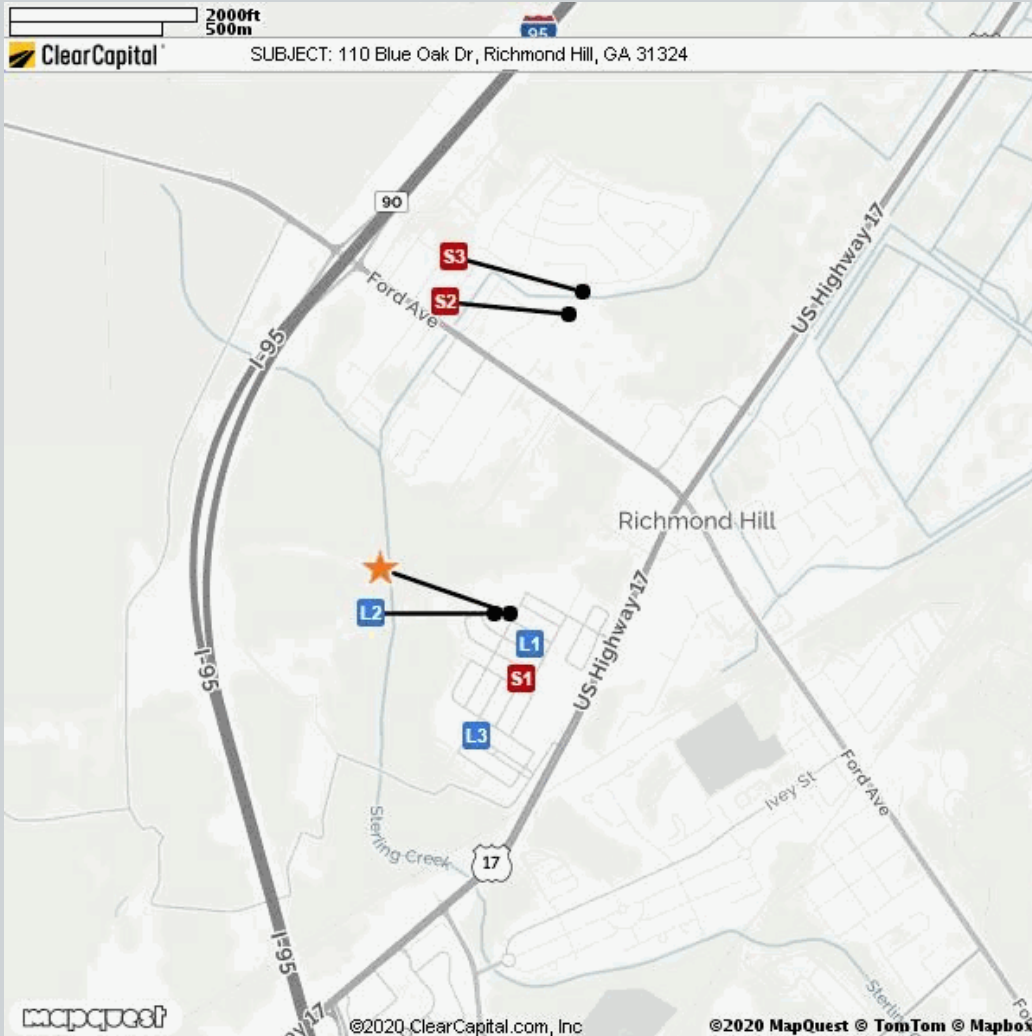 2000ft
500m
95
ClearCapital
SUBJECT: 110 Blue Oak Dr, Richmond Hill, GA 31324
90
US Highway 17
S3
Ford Ave
S2
I-95
Richmond Hill
L2
L1
US Highway 17
I-95
S1
L3
Ford Ave
Ivey St
Sterling Creek
17
I-95
mapquest
©2020 ClearCapital.com, Inc
©2020 MapQuest © TomTom © Mapbox